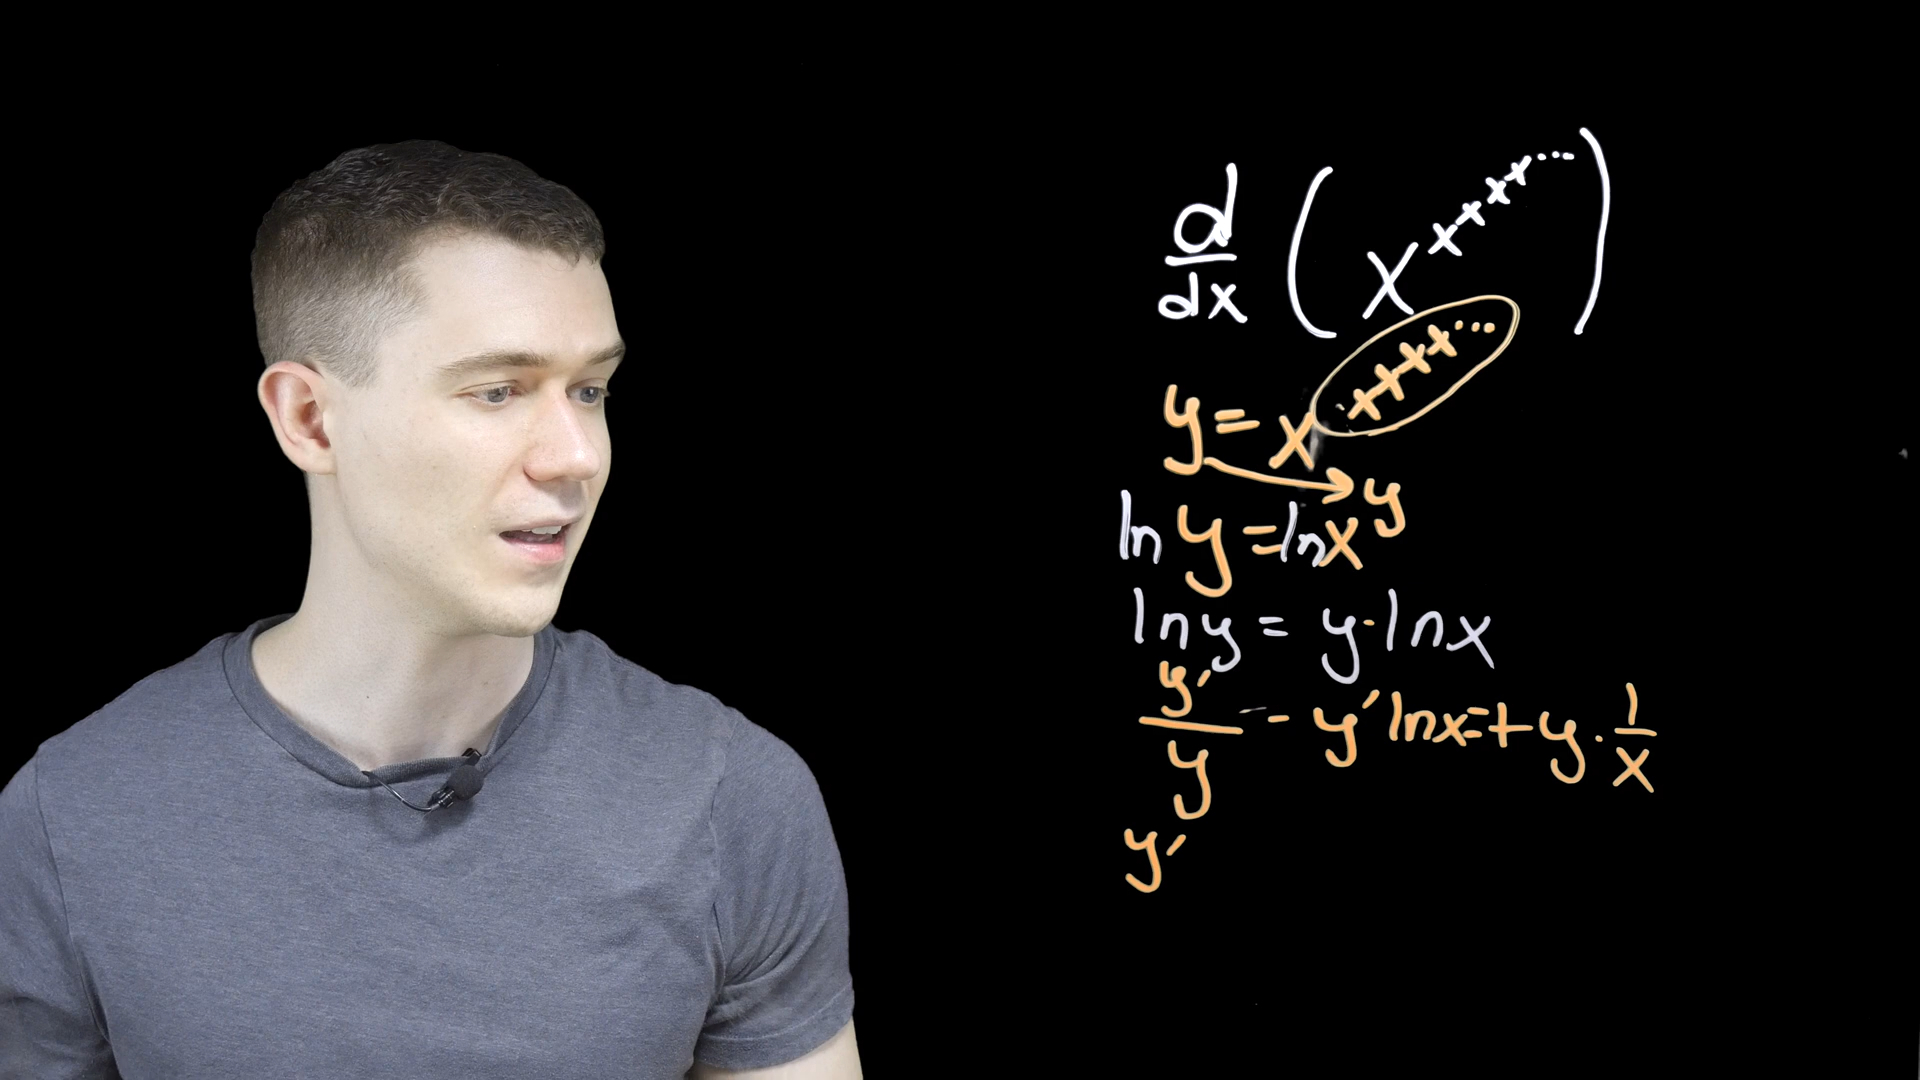 d/dx (x^x^x^x^x^...)
y = x^x^x^x^x^...
ln y = ln x^y
ln y = y · ln x
y′/y = y′ ln x + y · 1/x
y′